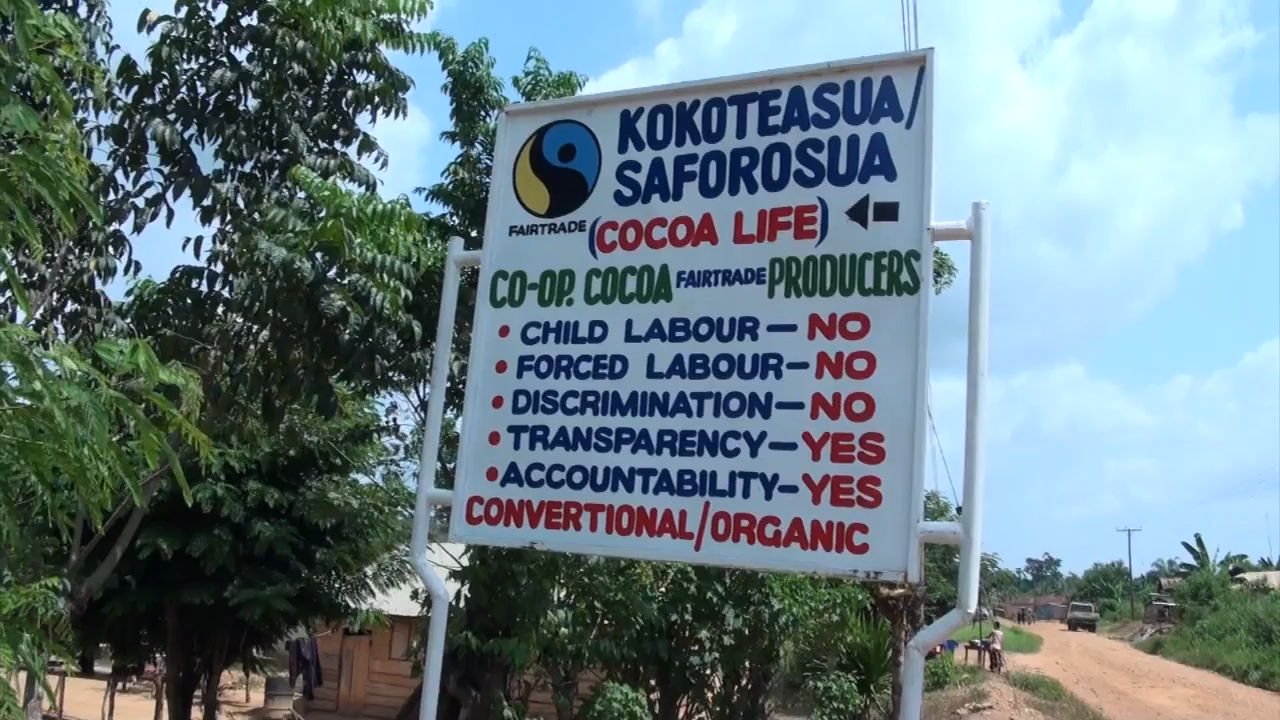 KOKOTEASUA/
SAFOROSUA
FAIRTRADE
(COCOA LIFE)
CO-OP. COCOA FAIRTRADE PRODUCERS
• CHILD LABOUR — NO
• FORCED LABOUR — NO
• DISCRIMINATION — NO
• TRANSPARENCY — YES
• ACCOUNTABILITY - YES
CONVERTIONAL/ORGANIC